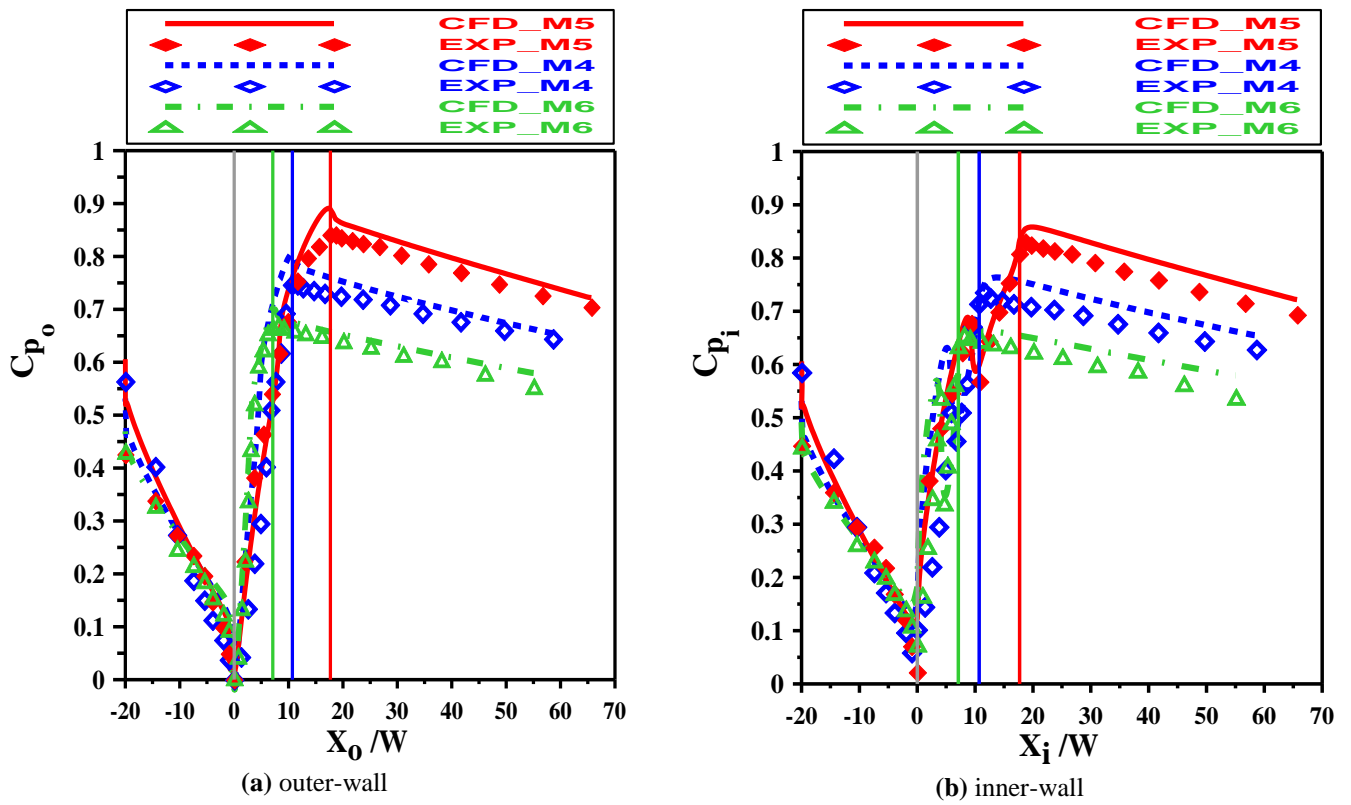 CFD_M5
EXP_M5
CFD_M4
EXP_M4
CFD_M6
EXP_M6
1
0.9
0.8
0.7
0.6
0.5
0.4
0.3
0.2
0.1
0
Cpo
-20 -10 0 10 20 30 40 50 60 70
Xo /W
(a) outer-wall
CFD_M5
EXP_M5
CFD_M4
EXP_M4
CFD_M6
EXP_M6
1
0.9
0.8
0.7
0.6
0.5
0.4
0.3
0.2
0.1
0
Cpi
-20 -10 0 10 20 30 40 50 60 70
Xi /W
(b) inner-wall